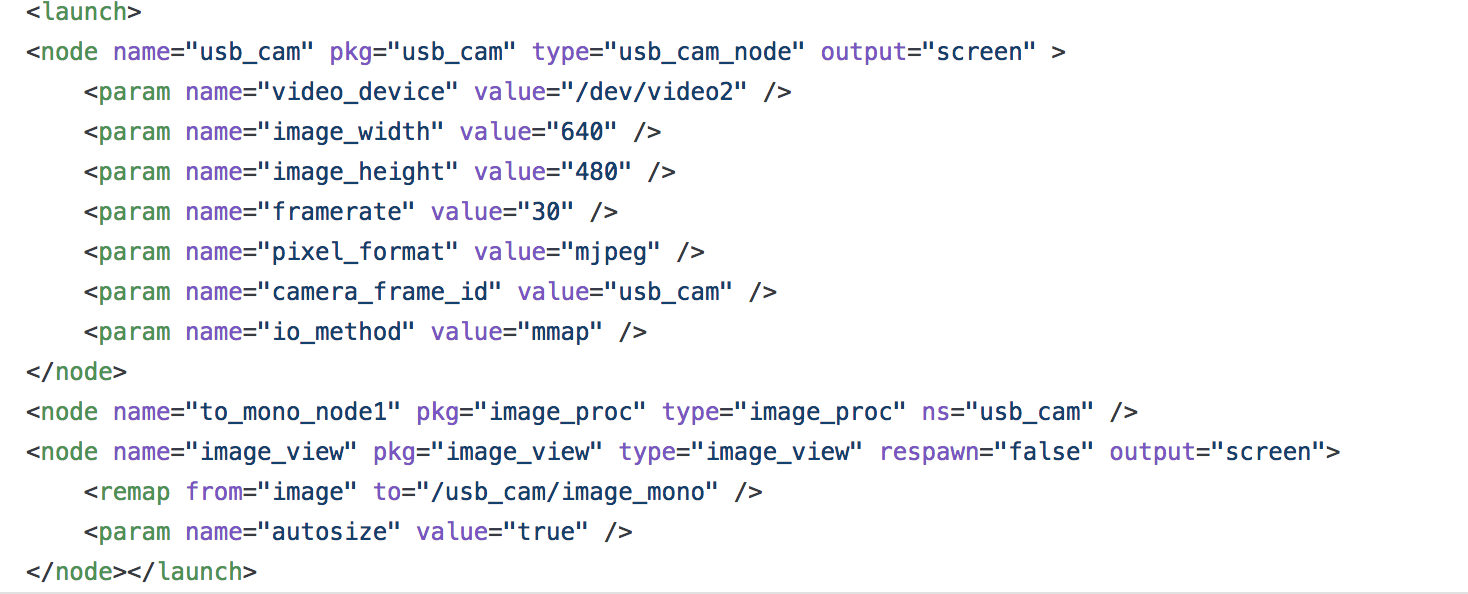 <launch>
<node name="usb_cam" pkg="usb_cam" type="usb_cam_node" output="screen" >
    <param name="video_device" value="/dev/video2" />
    <param name="image_width" value="640" />
    <param name="image_height" value="480" />
    <param name="framerate" value="30" />
    <param name="pixel_format" value="mjpeg" />
    <param name="camera_frame_id" value="usb_cam" />
    <param name="io_method" value="mmap" />
</node>
<node name="to_mono_node1" pkg="image_proc" type="image_proc" ns="usb_cam" />
<node name="image_view" pkg="image_view" type="image_view" respawn="false" output="screen">
    <remap from="image" to="/usb_cam/image_mono" />
    <param name="autosize" value="true" />
</node></launch>